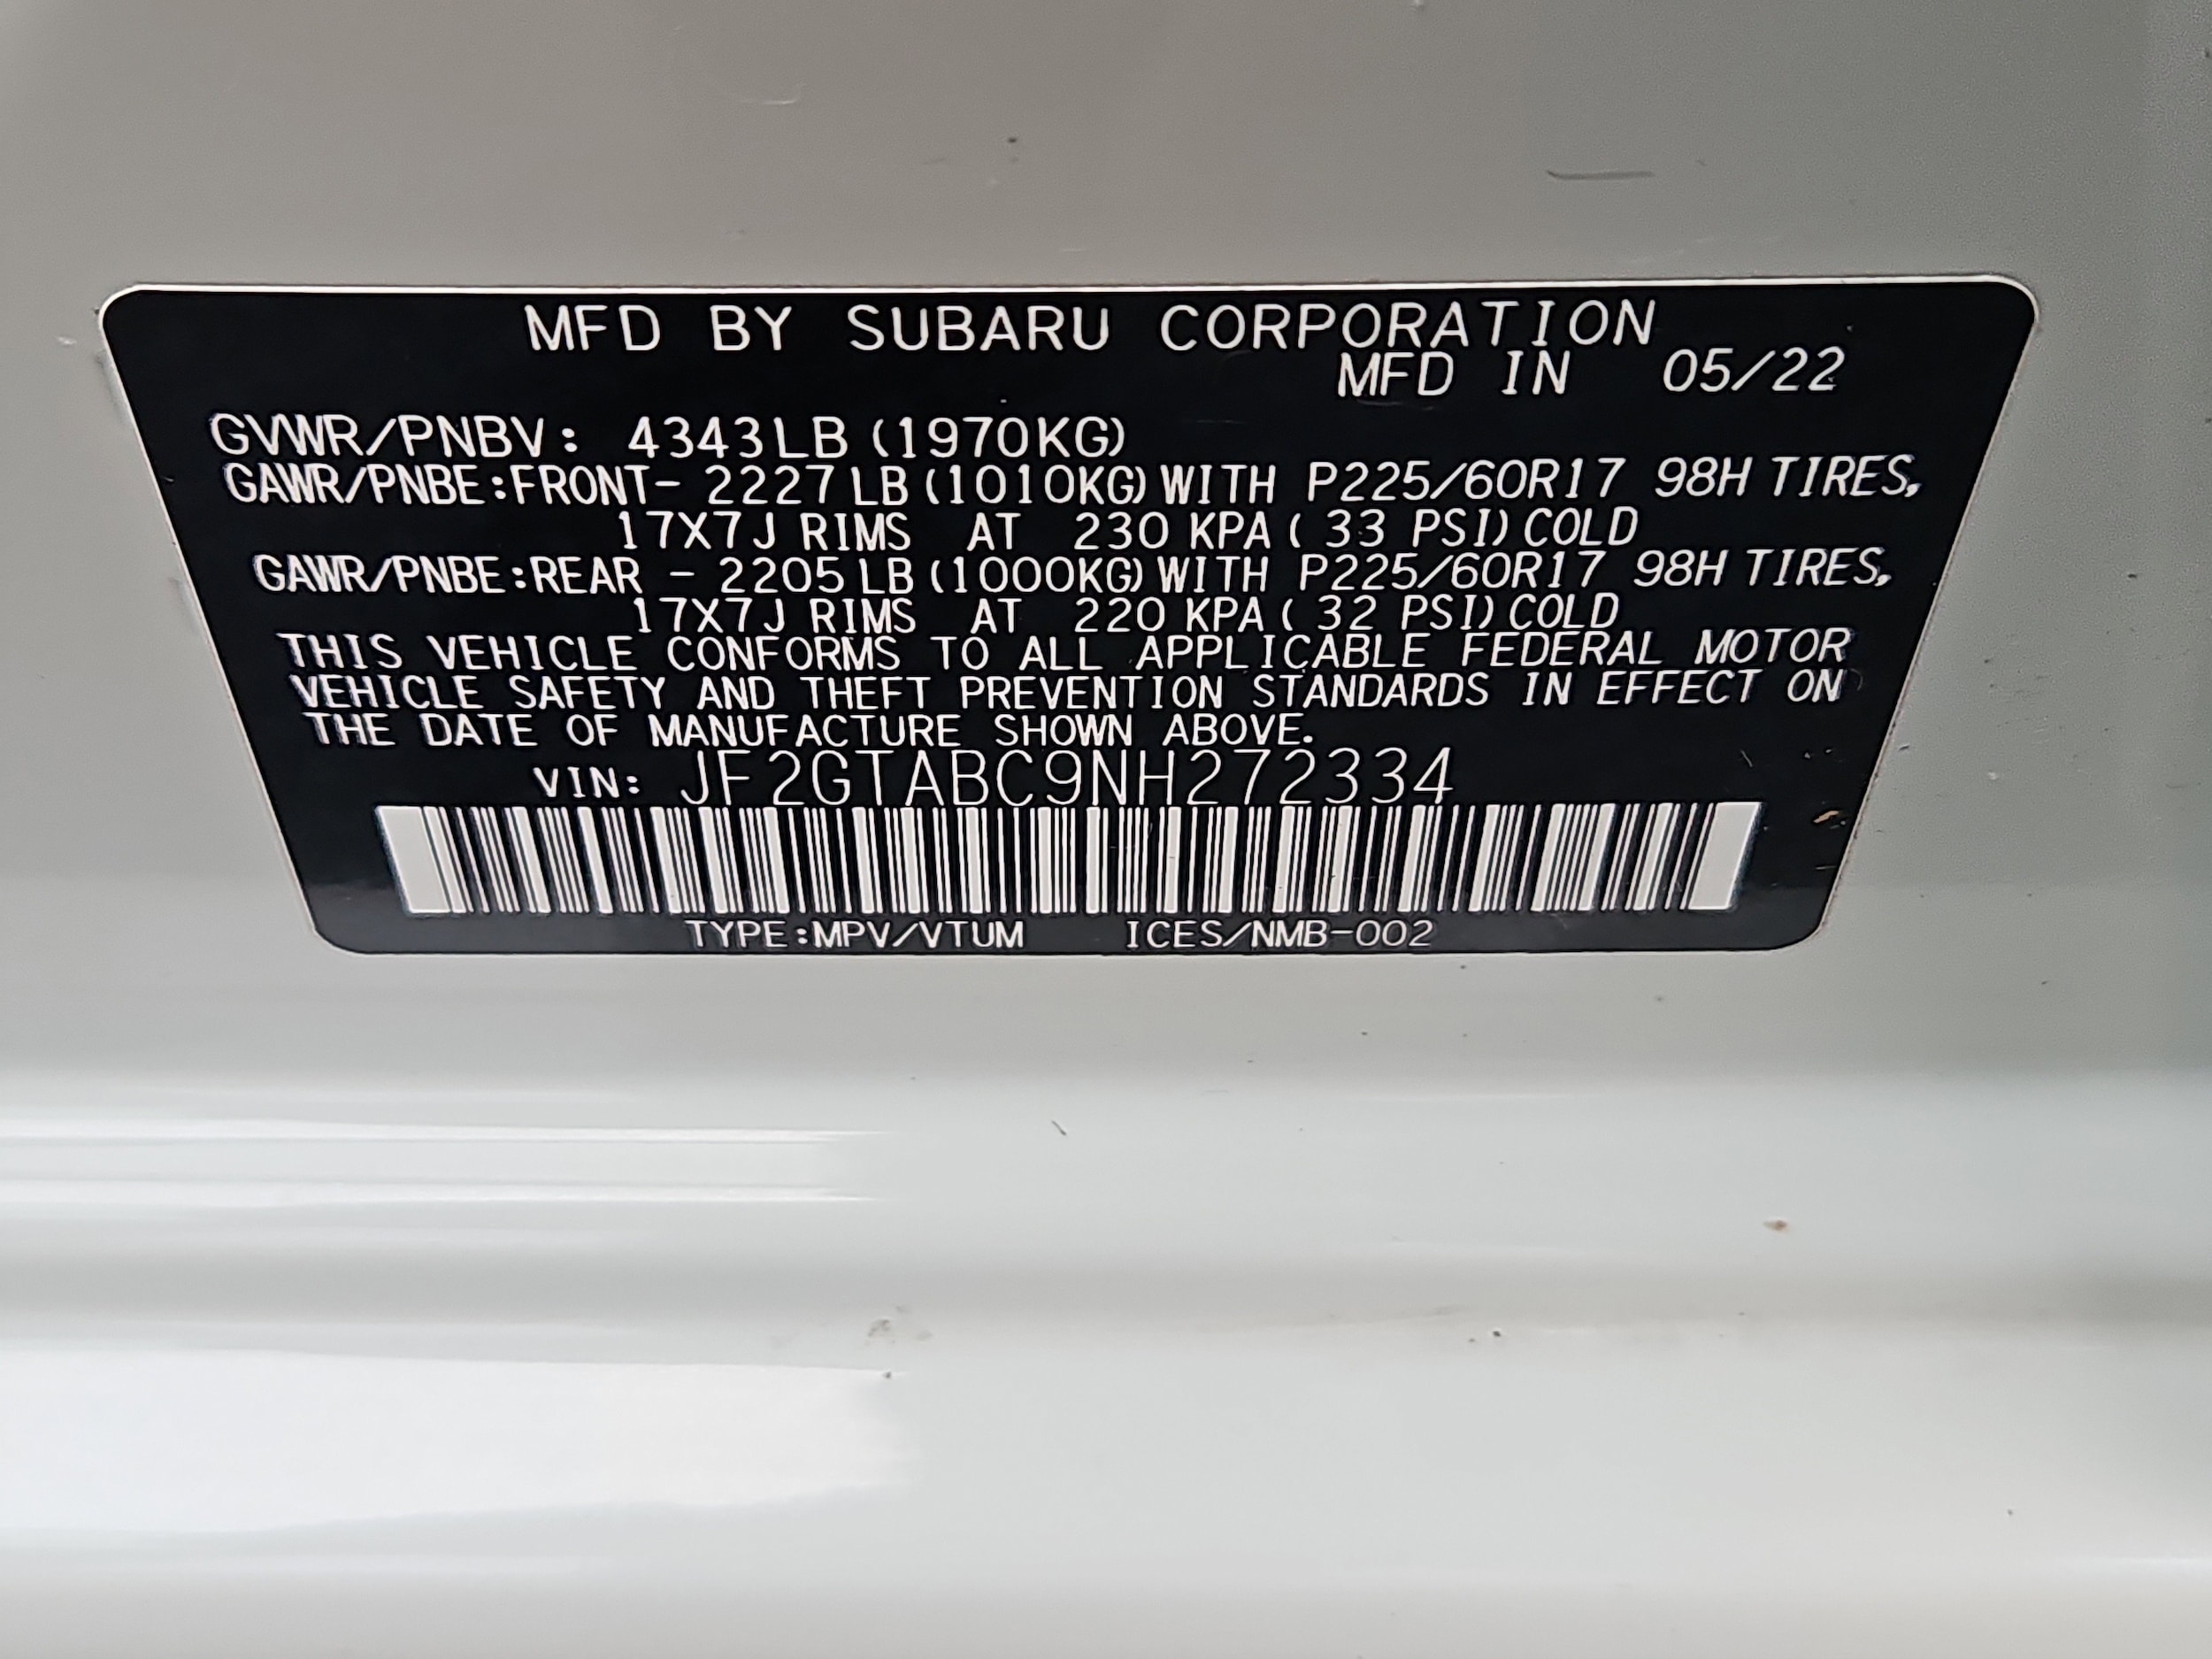 MFD BY SUBARU CORPORATION
MFD IN 05/22
GVWR/PNBV: 4343LB(1970KG)
GAWR/PNBE:FRONT- 2227LB(1010KG)WITH P225/60R17 98H TIRES,
17X7J RIMS AT 230 KPA( 33 PSI)COLD
GAWR/PNBE:REAR - 2205LB(1000KG)WITH P225/60R17 98H TIRES,
17X7J RIMS AT 220 KPA( 32 PSI)COLD
THIS VEHICLE CONFORMS TO ALL APPLICABLE FEDERAL MOTOR
VEHICLE SAFETY AND THEFT PREVENTION STANDARDS IN EFFECT ON
THE DATE OF MANUFACTURE SHOWN ABOVE.
VIN: JF2GTABC9NH272334
TYPE:MPV/VTUM ICES/NMB-002